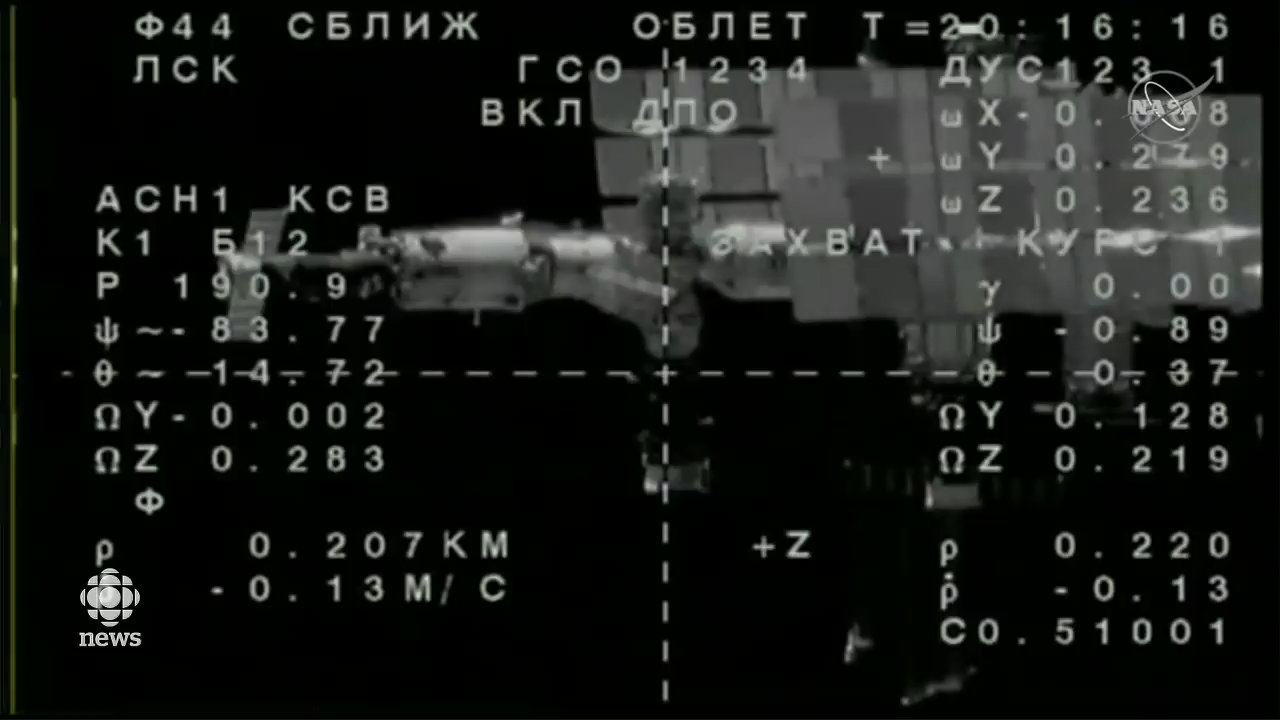 Ф44 СБЛИЖ ОБЛЕТ Т=20:16:16
ЛСК ГСО 1234 ДУС123 1
NASA
ВКЛ ДПО ωX-0. 8
+ ωY 0.279
АСН1 КСВ ωZ 0.236
К1 Б12 ЗАХВАТ КУРС 1
Р 190.9 γ 0.00
ψ~-83.77 ψ -0.89
θ~-14.72 θ -0.37
ΩY-0.002 ΩY 0.128
ΩZ 0.283 ΩZ 0.219
Ф
ρ 0.207КМ +Z ρ 0.220
-0.13М/С ρ̇ -0.13
С0.51001
news